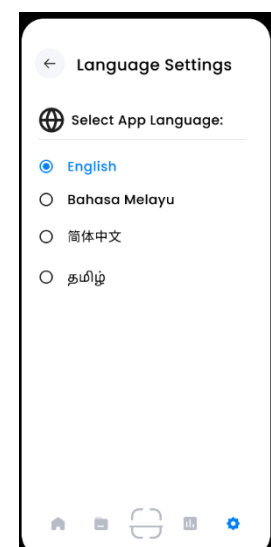 Language Settings
Select App Language:
English
Bahasa Melayu
简体中文
தமிழ்